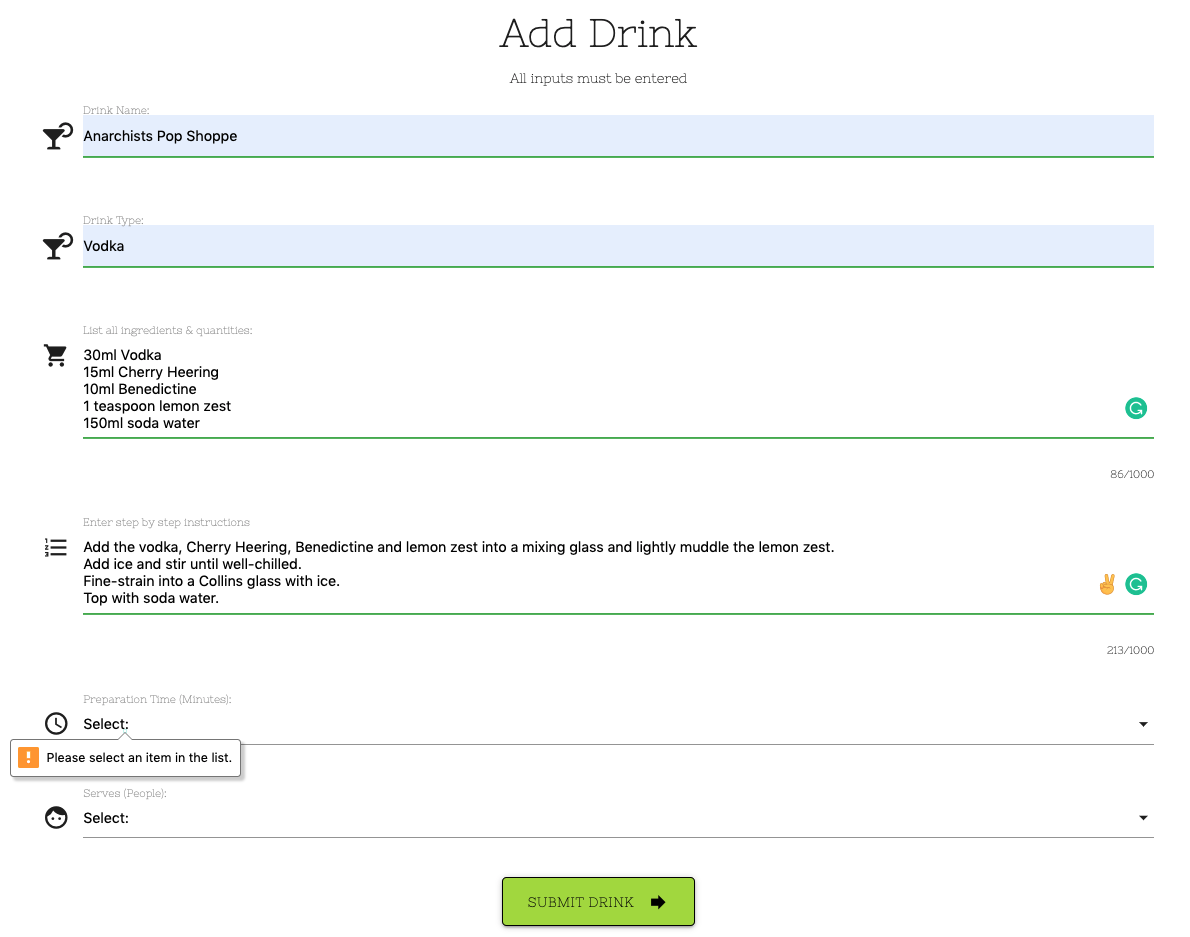 Add Drink
All inputs must be entered
Drink Name:
Anarchists Pop Shoppe
Drink Type:
Vodka
List all ingredients & quantities:
30ml Vodka
15ml Cherry Heering
10ml Benedictine
1 teaspoon lemon zest
150ml soda water
86/1000
Enter step by step instructions
Add the vodka, Cherry Heering, Benedictine and lemon zest into a mixing glass and lightly muddle the lemon zest.
Add ice and stir until well-chilled.
Fine-strain into a Collins glass with ice.
Top with soda water.
213/1000
Preparation Time (Minutes):
Select:
Please select an item in the list.
Serves (People):
Select:
SUBMIT DRINK